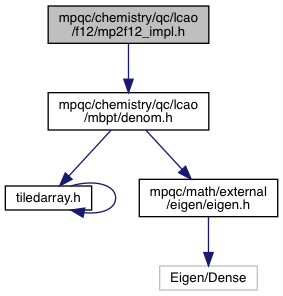 mpqc/chemistry/qc/lcao
/f12/mp2f12_impl.h
mpqc/chemistry/qc/lcao
/mbpt/denom.h
tiledarray.h
mpqc/math/external
/eigen/eigen.h
Eigen/Dense